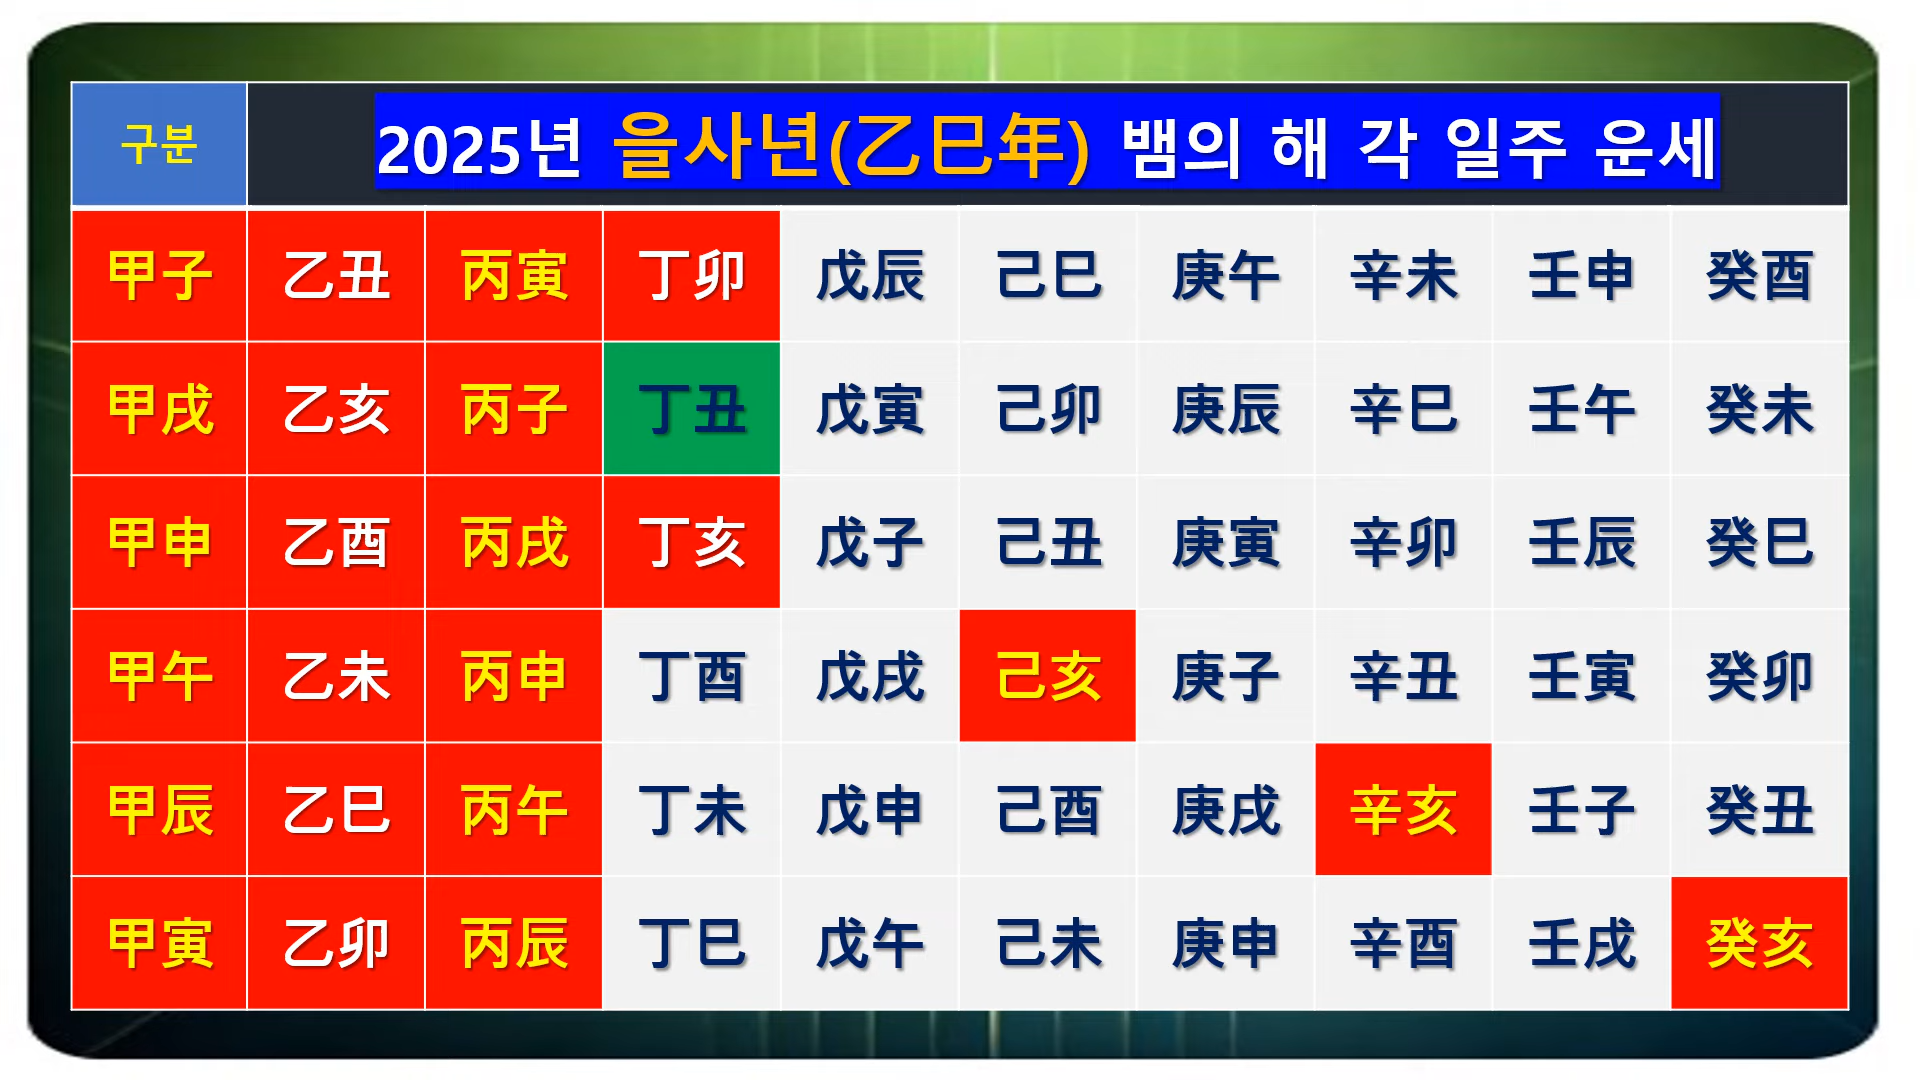 구분 2025년 을사년(乙巳年) 뱀의 해 각 일주 운세
甲子 乙丑 丙寅 丁卯 戊辰 己巳 庚午 辛未 壬申 癸酉
甲戌 乙亥 丙子 丁丑 戊寅 己卯 庚辰 辛巳 壬午 癸未
甲申 乙酉 丙戌 丁亥 戊子 己丑 庚寅 辛卯 壬辰 癸巳
甲午 乙未 丙申 丁酉 戊戌 己亥 庚子 辛丑 壬寅 癸卯
甲辰 乙巳 丙午 丁未 戊申 己酉 庚戌 辛亥 壬子 癸丑
甲寅 乙卯 丙辰 丁巳 戊午 己未 庚申 辛酉 壬戌 癸亥